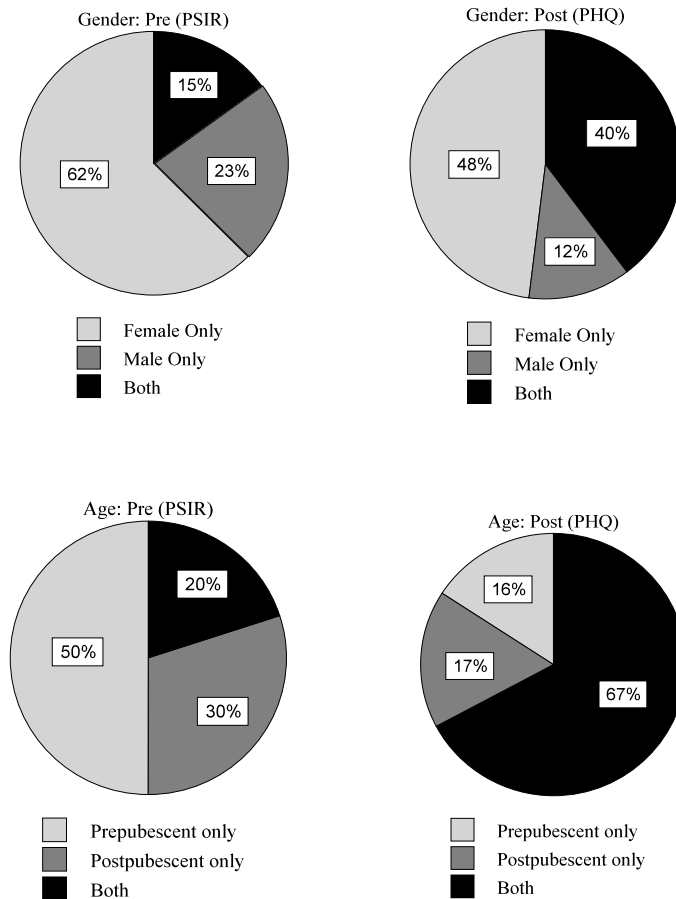 Gender: Pre (PSIR)
15%
23%
62%
Female Only
Male Only
Both
Gender: Post (PHQ)
40%
48%
12%
Female Only
Male Only
Both
Age: Pre (PSIR)
20%
50%
30%
Prepubescent only
Postpubescent only
Both
Age: Post (PHQ)
16%
17%
67%
Prepubescent only
Postpubescent only
Both